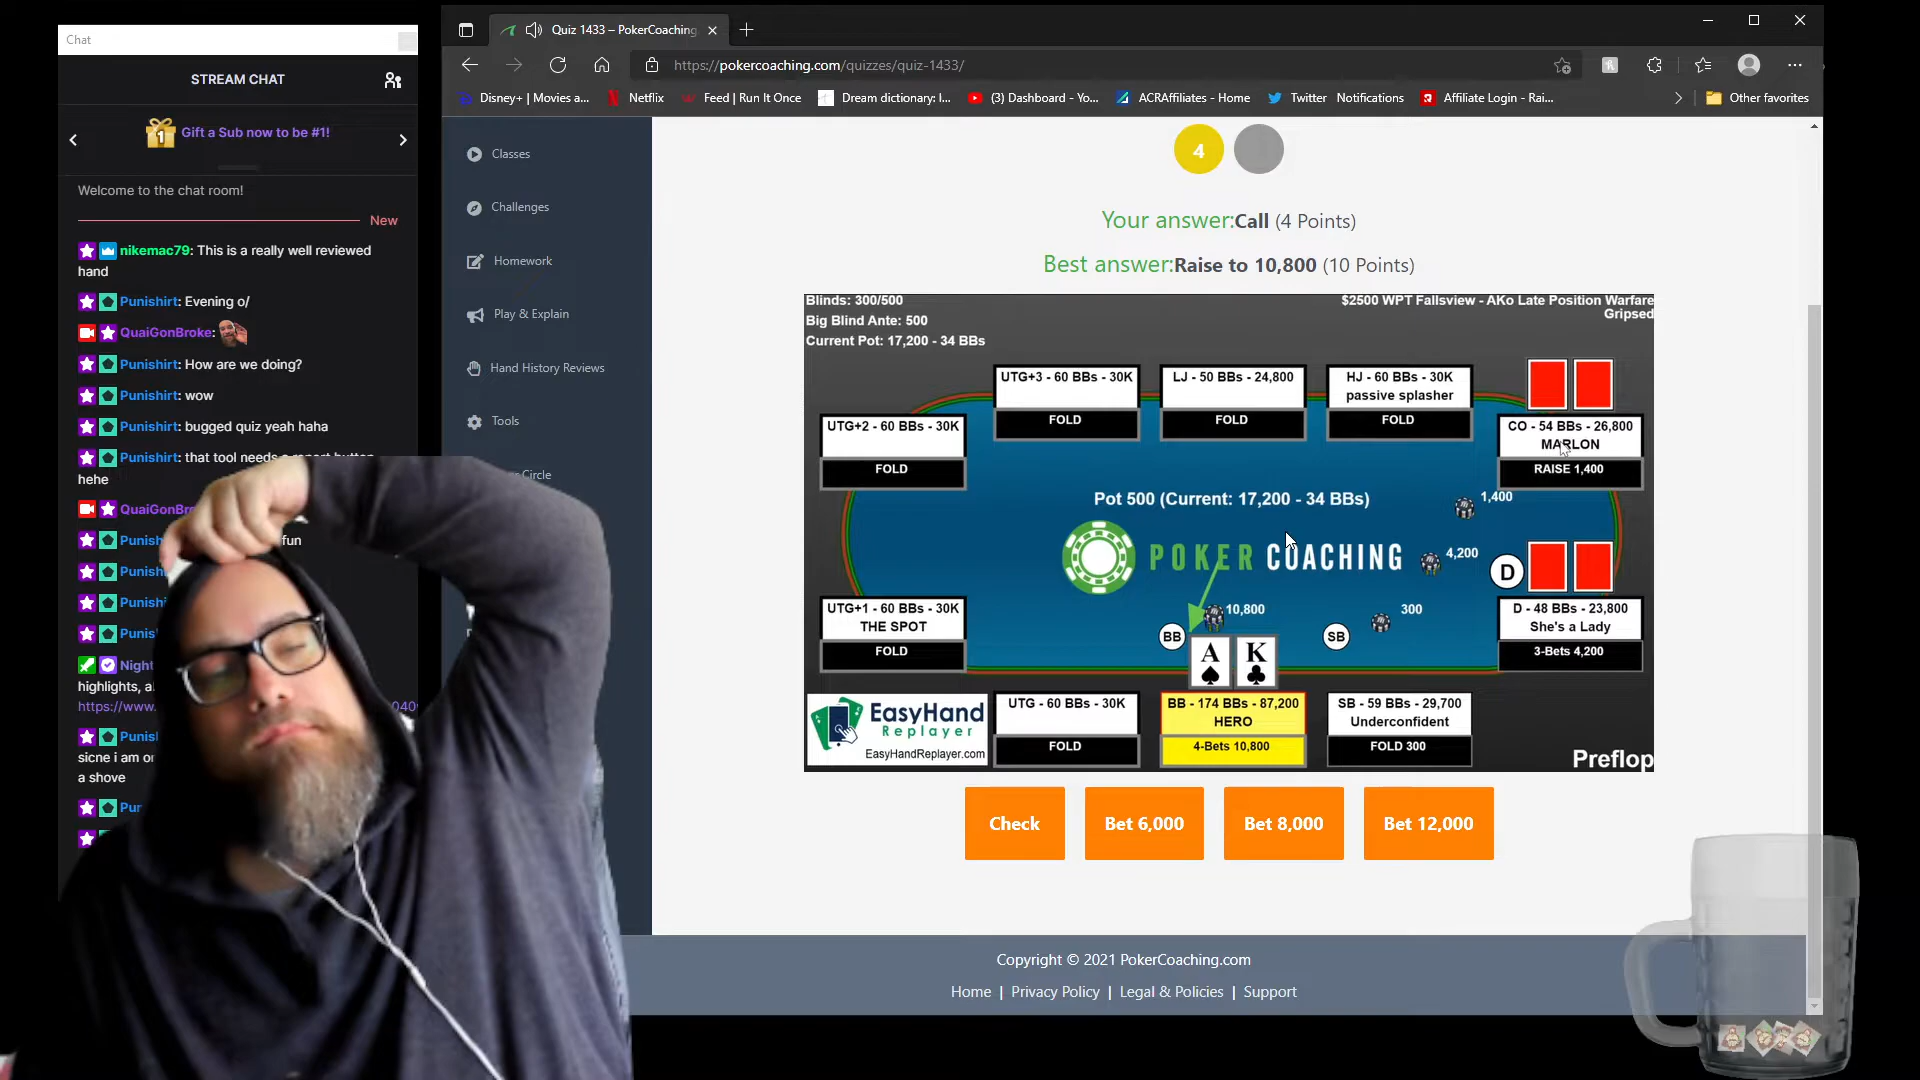 Chat
STREAM CHAT
1 Gift a Sub now to be #1!
Welcome to the chat room!
New
nikemac79: This is a really well reviewed
hand
Punishirt: Evening o/
QuaiGonBroke:
Punishirt: How are we doing?
Punishirt: wow
Punishirt: bugged quiz yeah haha
Punishirt: that tool needs a report button
hehe
fun
highlights, a
https://www.
a shove
Quiz 1433 – PokerCoaching
https://pokercoaching.com/quizzes/quiz-1433/
Disney+ | Movies a...
Netflix
Feed | Run It Once
Dream dictionary: I...
(3) Dashboard - Yo...
ACRAffiliates - Home
Twitter
Notifications
Affiliate Login - Rai...
Other favorites
Classes
Challenges
Homework
Play & Explain
Hand History Reviews
Tools
Circle
4
Your answer:Call (4 Points)
Best answer:Raise to 10,800 (10 Points)
Blinds: 300/500
Big Blind Ante: 500
Current Pot: 17,200 - 34 BBs
$2500 WPT Fallsview - AKo Late Position Warfare
Gripsed
UTG+3 - 60 BBs - 30K
FOLD
LJ - 50 BBs - 24,800
FOLD
HJ - 60 BBs - 30K
passive splasher
FOLD
UTG+2 - 60 BBs - 30K
FOLD
CO - 54 BBs - 26,800
MARLON
RAISE 1,400
Pot 500 (Current: 17,200 - 34 BBs)
1,400
POKER COACHING
4,200
D
10,800
300
BB
SB
A K
UTG+1 - 60 BBs - 30K
THE SPOT
FOLD
D - 48 BBs - 23,800
She's a Lady
3-Bets 4,200
EasyHand
Replayer
EasyHandReplayer.com
UTG - 60 BBs - 30K
FOLD
BB - 174 BBs - 87,200
HERO
4-Bets 10,800
SB - 59 BBs - 29,700
Underconfident
FOLD 300
Preflop
Check
Bet 6,000
Bet 8,000
Bet 12,000
Copyright © 2021 PokerCoaching.com
Home | Privacy Policy | Legal & Policies | Support